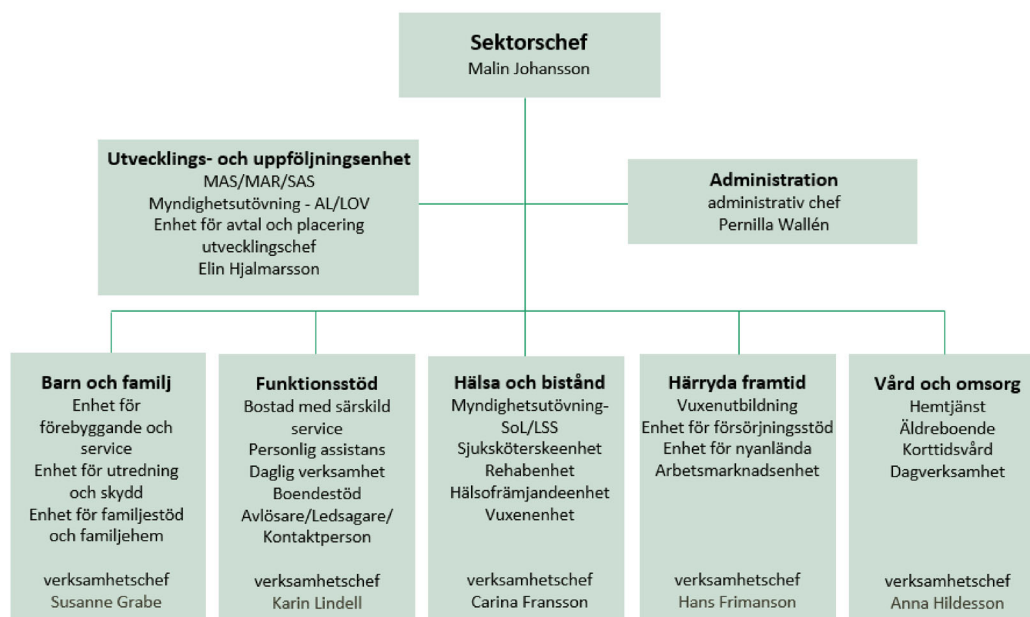 Sektorschef
Malin Johansson
Utvecklings- och uppföljningsenhet
MAS/MAR/SAS
Myndighetsutövning - AL/LOV
Enhet för avtal och placering
utvecklingschef
Elin Hjalmarsson
Administration
administrativ chef
Pernilla Wallén
Barn och familj
Enhet för
förebyggande och
service
Enhet för utredning
och skydd
Enhet för familjestöd
och familjehem
verksamhetschef
Susanne Grabe
Funktionsstöd
Bostad med särskild
service
Personlig assistans
Daglig verksamhet
Boendestöd
Avlösare/Ledsagare/
Kontaktperson
verksamhetschef
Karin Lindell
Hälsa och bistånd
Myndighetsutövning-
SoL/LSS
Sjuksköterskeenhet
Rehabenhet
Hälsofrämjandeenhet
Vuxenenhet
verksamhetschef
Carina Fransson
Härryda framtid
Vuxenutbildning
Enhet för försörjningsstöd
Enhet för nyanlända
Arbetsmarknadsenhet
verksamhetschef
Hans Frimanson
Vård och omsorg
Hemtjänst
Äldreboende
Korttidsvård
Dagverksamhet
verksamhetschef
Anna Hildesson